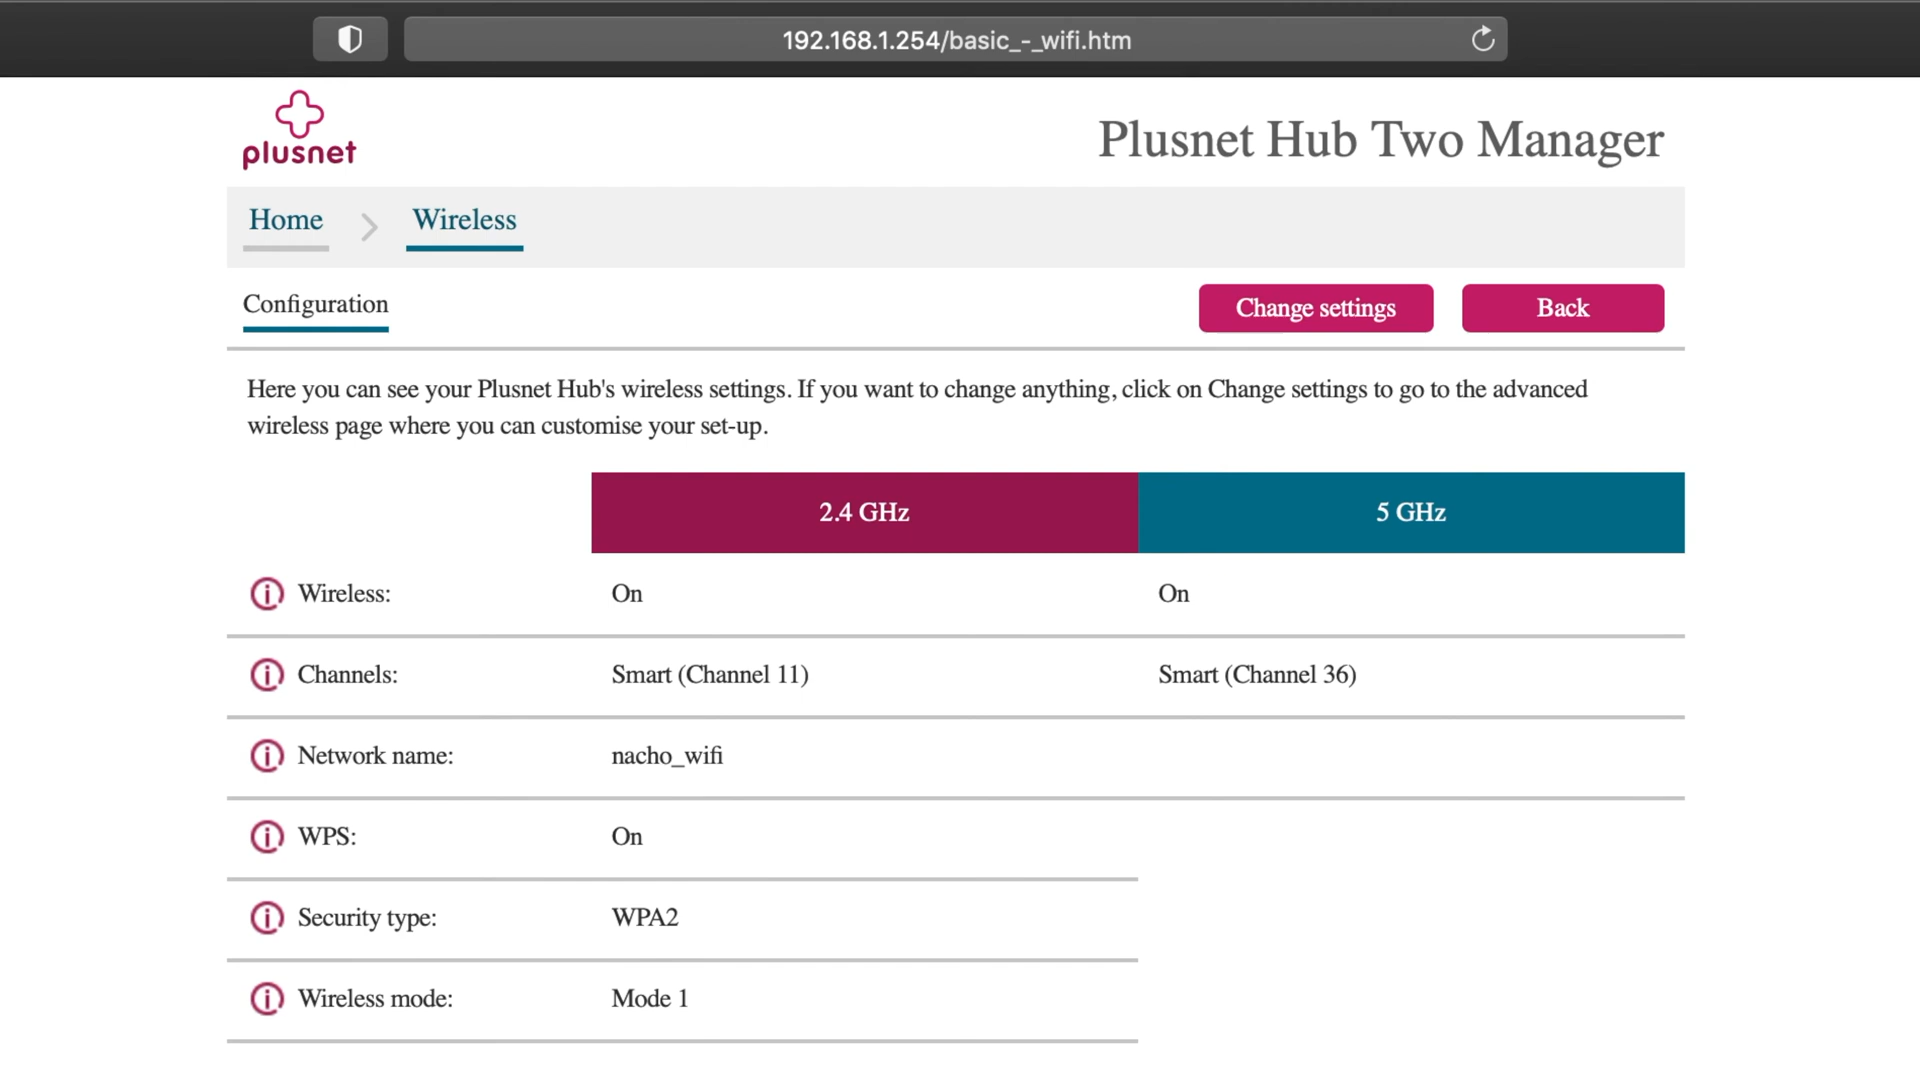 192.168.1.254/basic_-_wifi.htm
plusnet
Plusnet Hub Two Manager
Home
Wireless
Configuration
Change settings
Back
Here you can see your Plusnet Hub's wireless settings. If you want to change anything, click on Change settings to go to the advanced
wireless page where you can customise your set-up.
2.4 GHz
5 GHz
Wireless:
On
On
Channels:
Smart (Channel 11)
Smart (Channel 36)
Network name:
nacho_wifi
WPS:
On
Security type:
WPA2
Wireless mode:
Mode 1